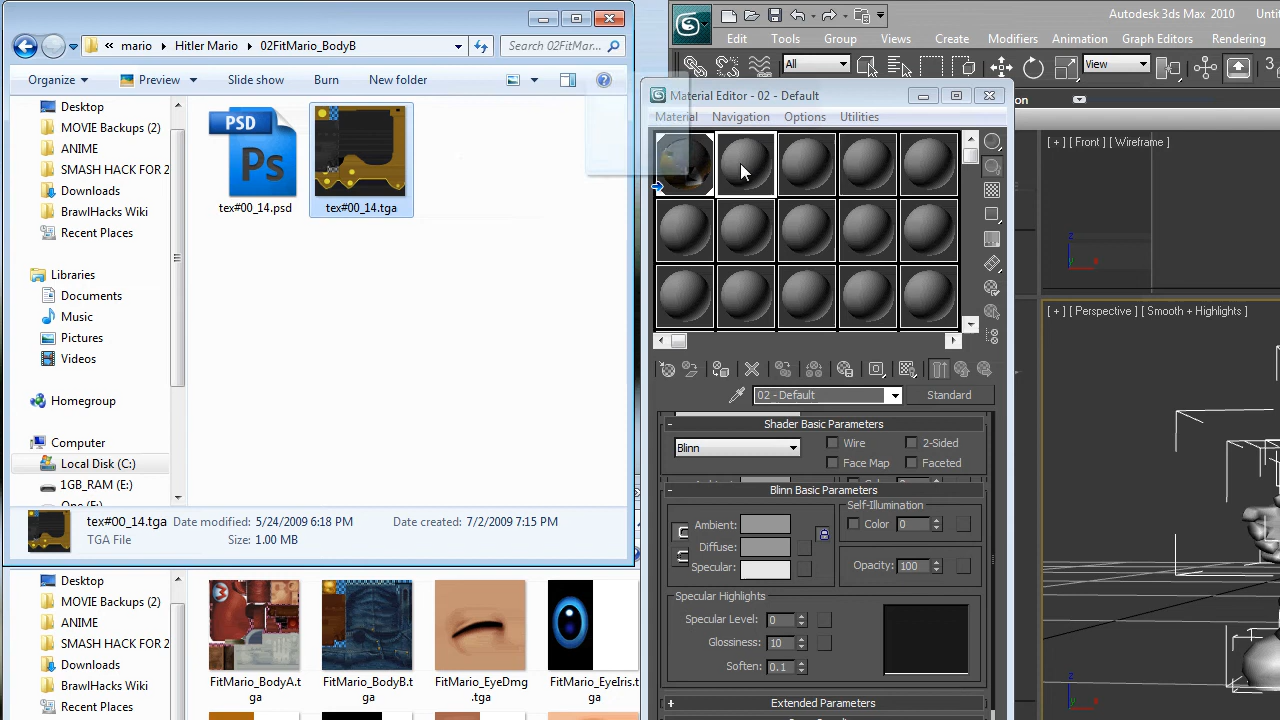 mario ▸ Hitler Mario ▸ 02FitMario_BodyB
Search 02FitMar...
Organize
Preview
Slide show
Burn
New folder
Desktop
MOVIE Backups (2)
ANIME
SMASH HACK FOR 2
Downloads
BrawlHacks Wiki
Recent Places
Libraries
Documents
Music
Pictures
Videos
Homegroup
Computer
Local Disk (C:)
1GB_RAM (E:)
PSD
Ps
tex#00_14.psd
tex#00_14.tga
tex#00_14.tga Date modified: 5/24/2009 6:18 PM Date created: 7/2/2009 7:15 PM
TGA File Size: 1.00 MB
Desktop
MOVIE Backups (2)
ANIME
SMASH HACK FOR 2
Downloads
BrawlHacks Wiki
Recent Places
FitMario_BodyA.t
ga
FitMario_BodyB.t
ga
FitMario_EyeDmg
.tga
FitMario_EyeIris.t
ga
Autodesk 3ds Max 2010 Unti
Edit Tools Group Views Create Modifiers Animation Graph Editors Rendering
All
View
Material Editor - 02 - Default
Material Navigation Options Utilities
02 - Default
Standard
Shader Basic Parameters
Blinn
Wire
2-Sided
Face Map
Faceted
Blinn Basic Parameters
Self-Illumination
Ambient:
Color 0
Diffuse:
Specular:
Opacity: 100
Specular Highlights
Specular Level: 0
Glossiness: 10
Soften: 0.1
Extended Parameters
[ + ] [ Front ] [ Wireframe ]
z
y
x
[ + ] [ Perspective ] [ Smooth + Highlights ]
z
y
x